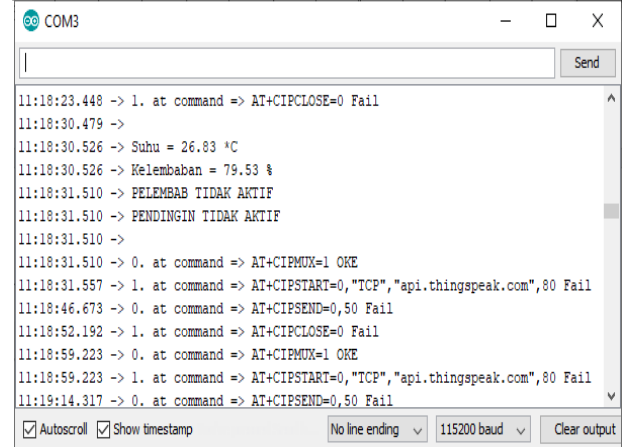 COM3
Send
11:18:23.448 -> 1. at command => AT+CIPCLOSE=0 Fail
11:18:30.479 ->
11:18:30.526 -> Suhu = 26.83 *C
11:18:30.526 -> Kelembaban = 79.53 %
11:18:31.510 -> PELEMBAB TIDAK AKTIF
11:18:31.510 -> PENDINGIN TIDAK AKTIF
11:18:31.510 ->
11:18:31.510 -> 0. at command => AT+CIPMUX=1 OKE
11:18:31.557 -> 1. at command => AT+CIPSTART=0,"TCP","api.thingspeak.com",80 Fail
11:18:46.673 -> 0. at command => AT+CIPSEND=0,50 Fail
11:18:52.192 -> 1. at command => AT+CIPCLOSE=0 Fail
11:18:59.223 -> 0. at command => AT+CIPMUX=1 OKE
11:18:59.223 -> 1. at command => AT+CIPSTART=0,"TCP","api.thingspeak.com",80 Fail
11:19:14.317 -> 0. at command => AT+CIPSEND=0,50 Fail
Autoscroll Show timestamp No line ending 115200 baud Clear output